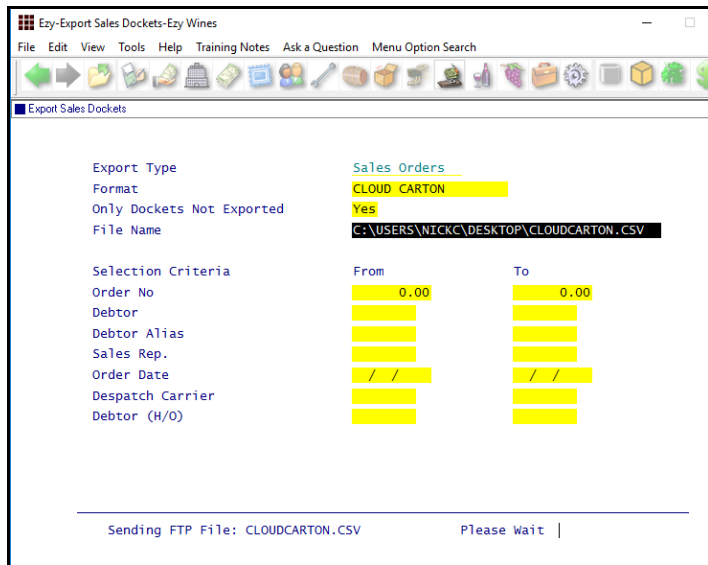 Ezy-Export Sales Dockets-Ezy Wines
File Edit View Tools Help Training Notes Ask a Question Menu Option Search
Export Sales Dockets
Export Type Sales Orders
Format CLOUD CARTON
Only Dockets Not Exported Yes
File Name C:\USERS\NICKC\DESKTOP\CLOUDCARTON.CSV
Selection Criteria From To
Order No 0.00 0.00
Debtor
Debtor Alias
Sales Rep.
Order Date / / / /
Despatch Carrier
Debtor (H/O)
Sending FTP File: CLOUDCARTON.CSV Please Wait |